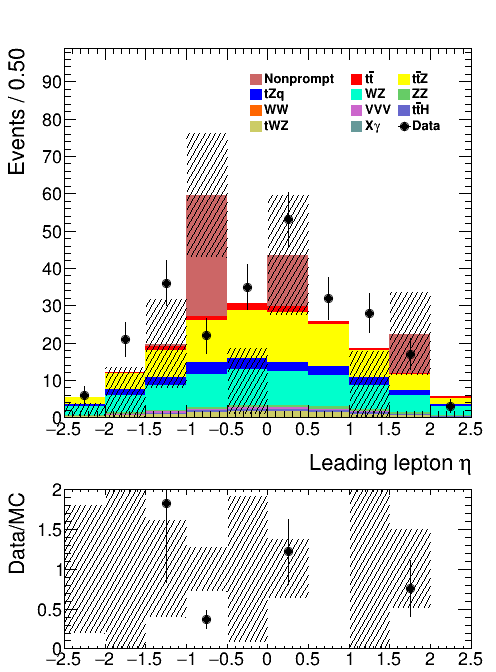 Events / 0.50
90
80
70
60
50
40
30
20
10
0
Nonprompt tt̄ tt̄Z
tZq WZ ZZ
WW VVV tt̄H
tWZ Xγ Data
−2.5 −2 −1.5 −1 −0.5 0 0.5 1 1.5 2 2.5
Leading lepton η
Data/MC
2
1.5
1
0.5
0
−2.5 −2 −1.5 −1 −0.5 0 0.5 1 1.5 2 2.5